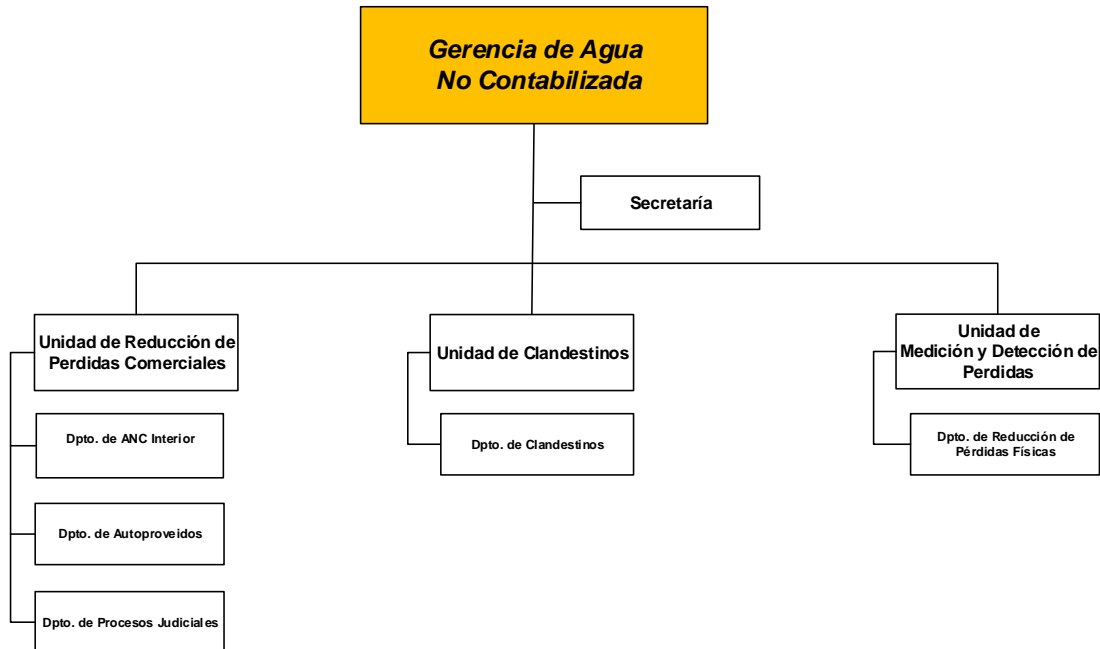 Gerencia de Agua
No Contabilizada
Secretaría
Unidad de Reducción de
Perdidas Comerciales
Unidad de Clandestinos
Unidad de
Medición y Detección de
Perdidas
Dpto. de ANC Interior
Dpto. de Clandestinos
Dpto. de Reducción de
Pérdidas Físicas
Dpto. de Autoproveidos
Dpto. de Procesos Judiciales